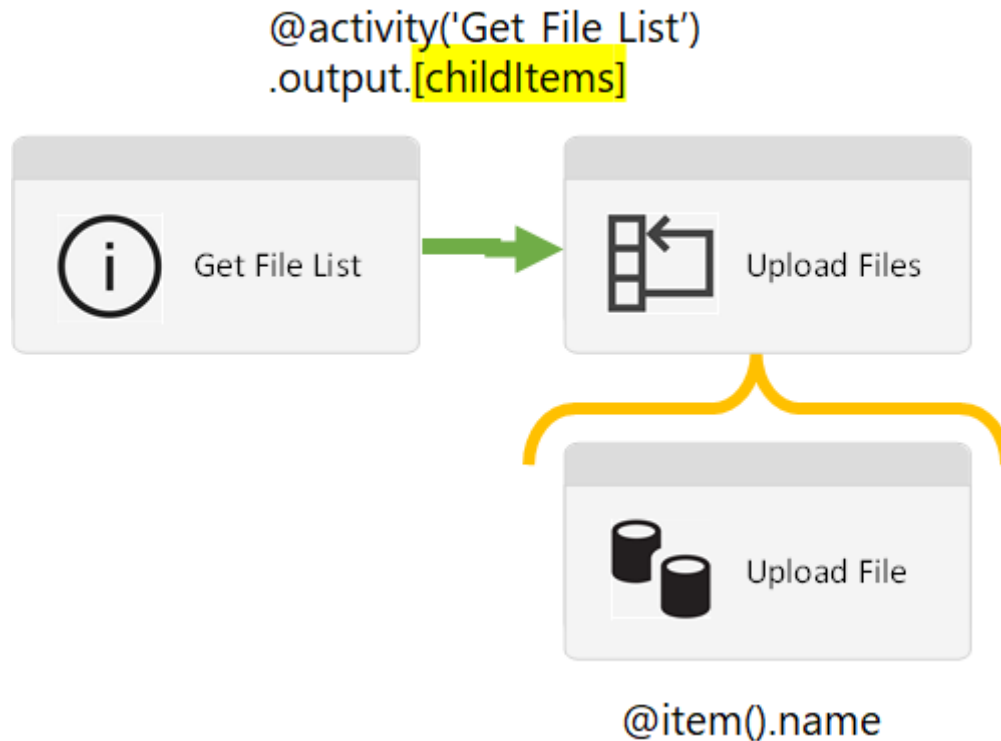 @activity('Get File List’)
.output.[childItems]
i
Get File List
Upload Files
Upload File
@item().name